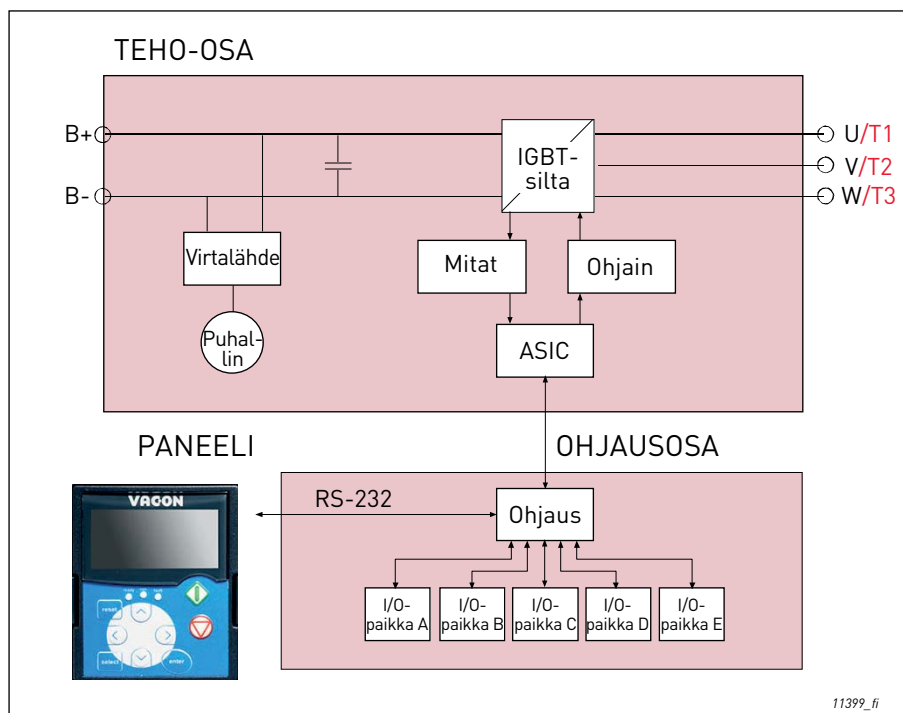 TEHO-OSA
B+
B-
IGBT-
silta
U/T1
V/T2
W/T3
Virtalähde
Mitat
Ohjain
Puhal-
lin
ASIC
PANEELI
OHJAUSOSA
VACON
RS-232
Ohjaus
reset
select
enter
I/O-
paikka A
I/O-
paikka B
I/O-
paikka C
I/O-
paikka D
I/O-
paikka E
11399_fi